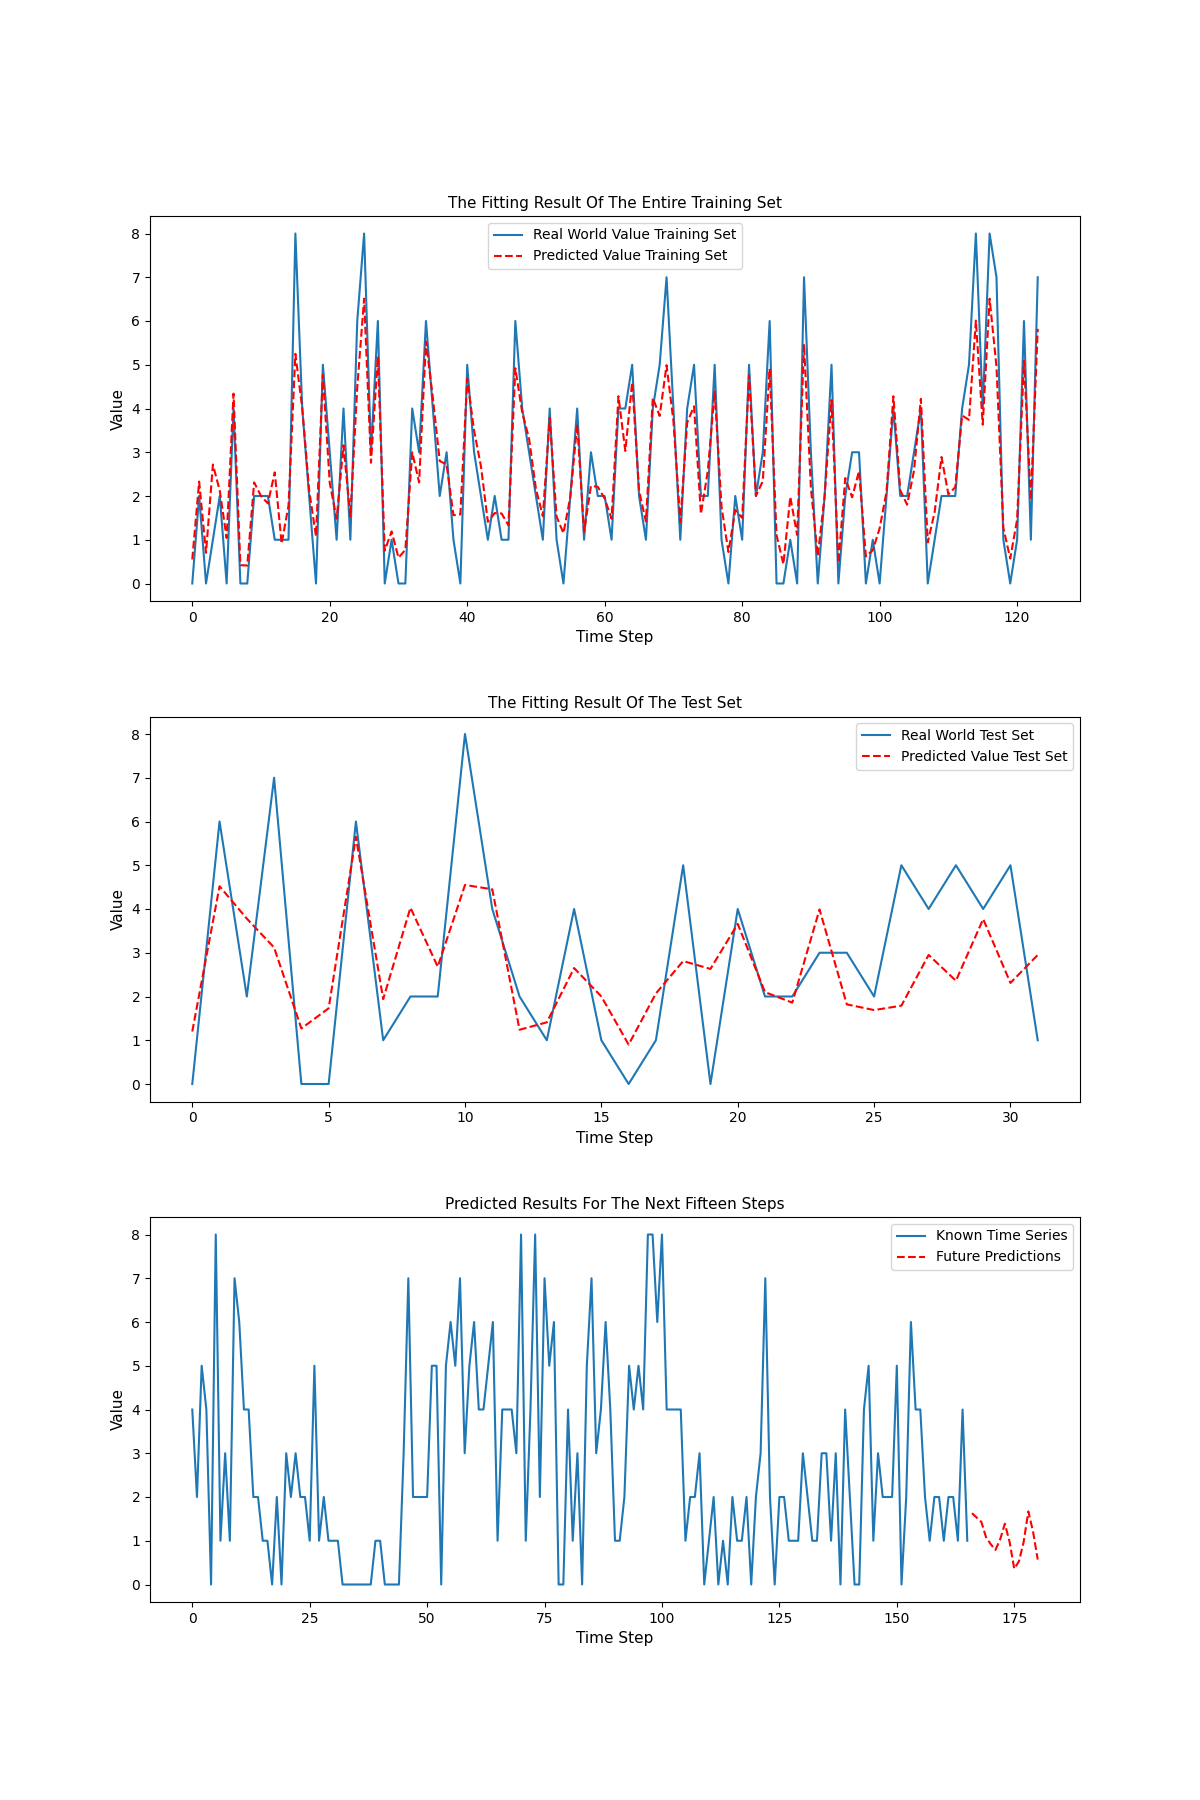 The Fitting Result Of The Entire Training Set
Real World Value Training Set
Predicted Value Training Set
8
7
6
5
4
3
2
1
0
Value
0 20 40 60 80 100 120
Time Step
The Fitting Result Of The Test Set
Real World Test Set
Predicted Value Test Set
8
7
6
5
4
3
2
1
0
Value
0 5 10 15 20 25 30
Time Step
Predicted Results For The Next Fifteen Steps
Known Time Series
Future Predictions
8
7
6
5
4
3
2
1
0
Value
0 25 50 75 100 125 150 175
Time Step